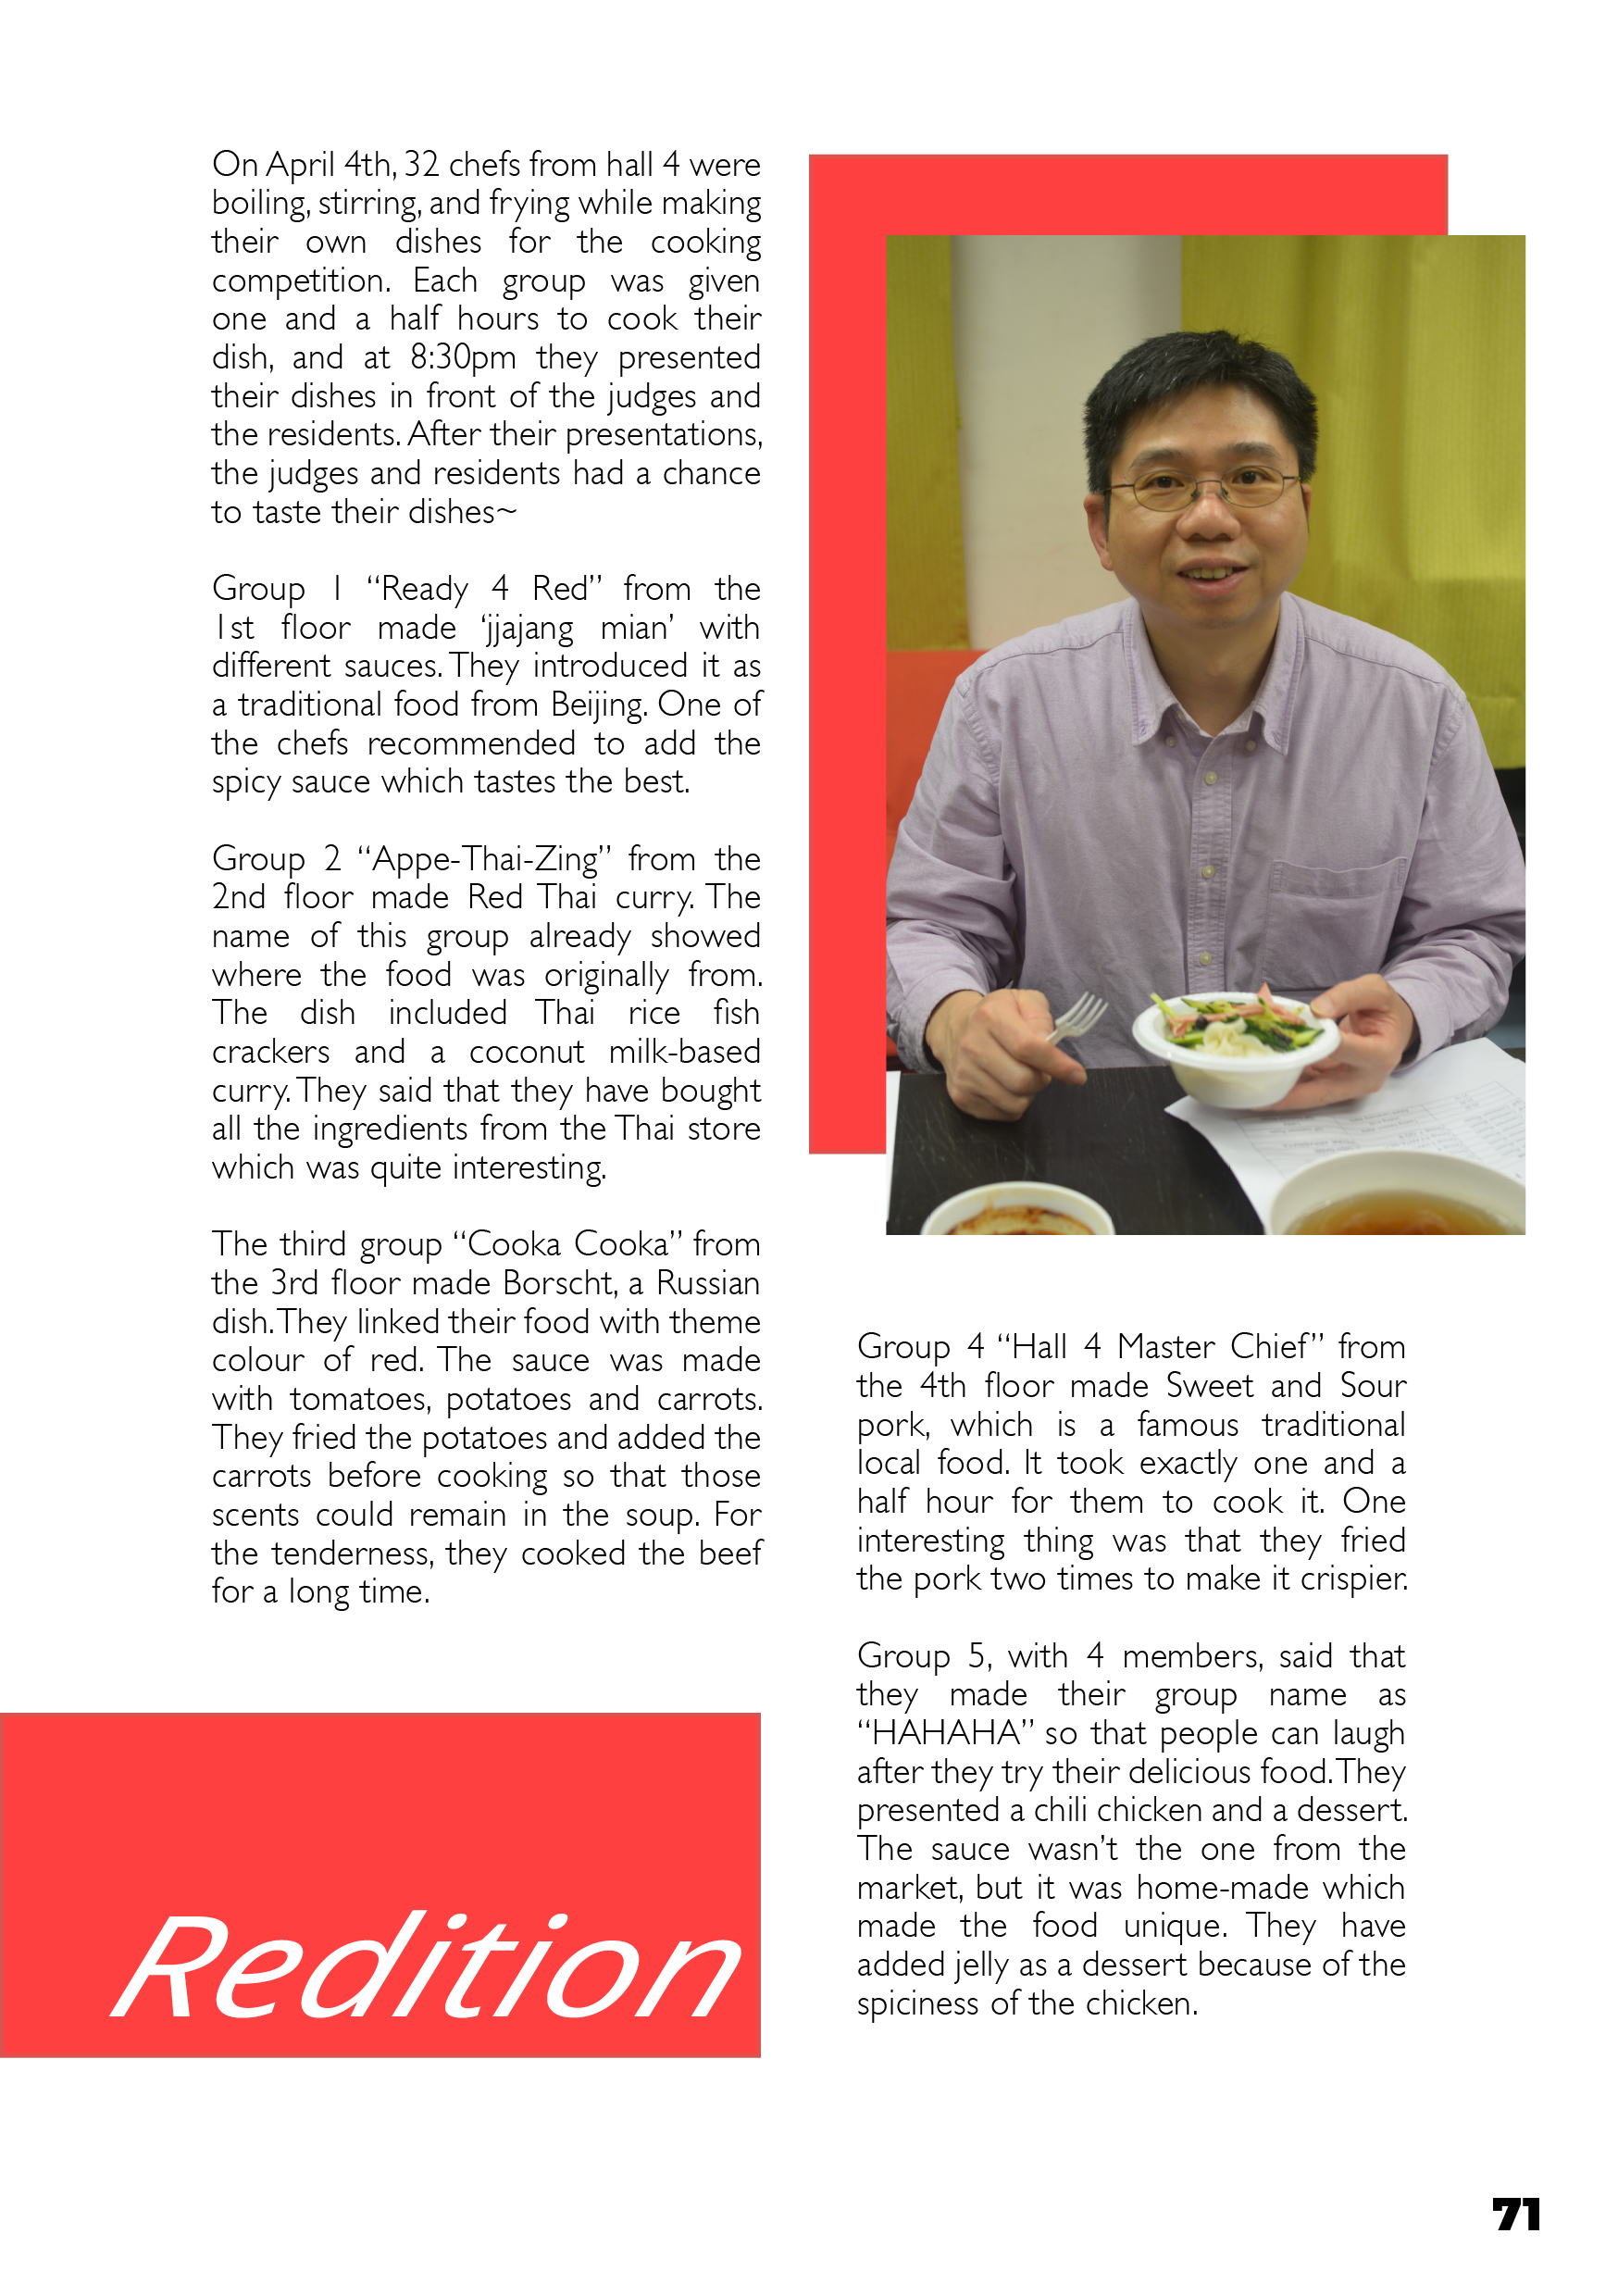 On April 4th, 32 chefs from hall 4 were
boiling, stirring, and frying while making
their own dishes for the cooking
competition. Each group was given
one and a half hours to cook their
dish, and at 8:30pm they presented
their dishes in front of the judges and
the residents. After their presentations,
the judges and residents had a chance
to taste their dishes~
Group 1 “Ready 4 Red” from the
1st floor made ‘jjajang mian’ with
different sauces. They introduced it as
a traditional food from Beijing. One of
the chefs recommended to add the
spicy sauce which tastes the best.
Group 2 “Appe-Thai-Zing” from the
2nd floor made Red Thai curry. The
name of this group already showed
where the food was originally from.
The dish included Thai rice fish
crackers and a coconut milk-based
curry. They said that they have bought
all the ingredients from the Thai store
which was quite interesting.
The third group “Cooka Cooka” from
the 3rd floor made Borscht, a Russian
dish. They linked their food with theme
colour of red. The sauce was made
with tomatoes, potatoes and carrots.
They fried the potatoes and added the
carrots before cooking so that those
scents could remain in the soup. For
the tenderness, they cooked the beef
for a long time.
Group 4 “Hall 4 Master Chief” from
the 4th floor made Sweet and Sour
pork, which is a famous traditional
local food. It took exactly one and a
half hour for them to cook it. One
interesting thing was that they fried
the pork two times to make it crispier.
Group 5, with 4 members, said that
they made their group name as
“HAHAHA” so that people can laugh
after they try their delicious food. They
presented a chili chicken and a dessert.
The sauce wasn’t the one from the
market, but it was home-made which
made the food unique. They have
added jelly as a dessert because of the
spiciness of the chicken.
Redition
71